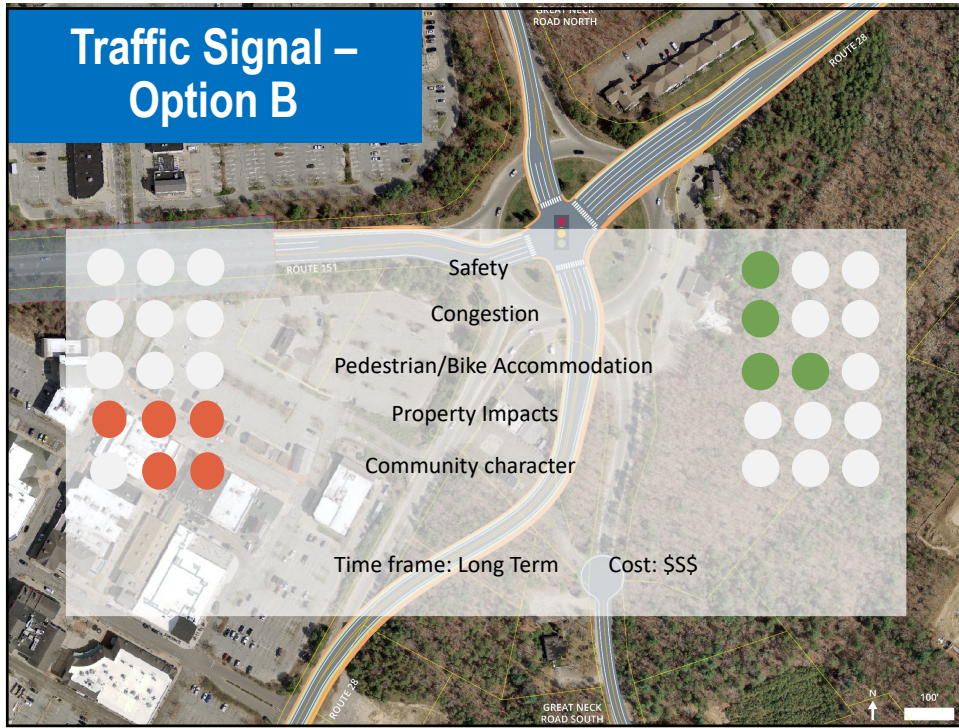 Traffic Signal –
Option B
GREAT NECK
ROAD NORTH
ROUTE 28
ROUTE 151
Safety
Congestion
Pedestrian/Bike Accommodation
Property Impacts
Community character
Time frame: Long Term Cost: $S$
ROUTE 28
GREAT NECK
ROAD SOUTH
N
100'